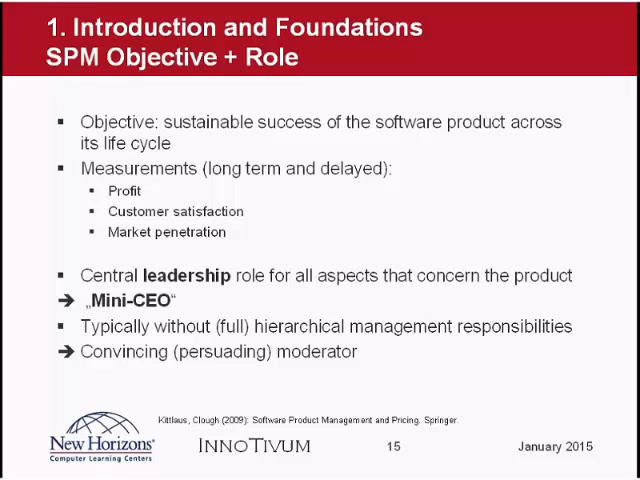 1. Introduction and Foundations
SPM Objective + Role
▪ Objective: sustainable success of the software product across
its life cycle
▪ Measurements (long term and delayed):
▪ Profit
▪ Customer satisfaction
▪ Market penetration
▪ Central leadership role for all aspects that concern the product
➔ „Mini-CEO“
▪ Typically without (full) hierarchical management responsibilities
➔ Convincing (persuading) moderator
Kittlaus, Clough (2009): Software Product Management and Pricing. Springer.
New Horizons®
Computer Learning Centers
INNOTIVUM
15
January 2015